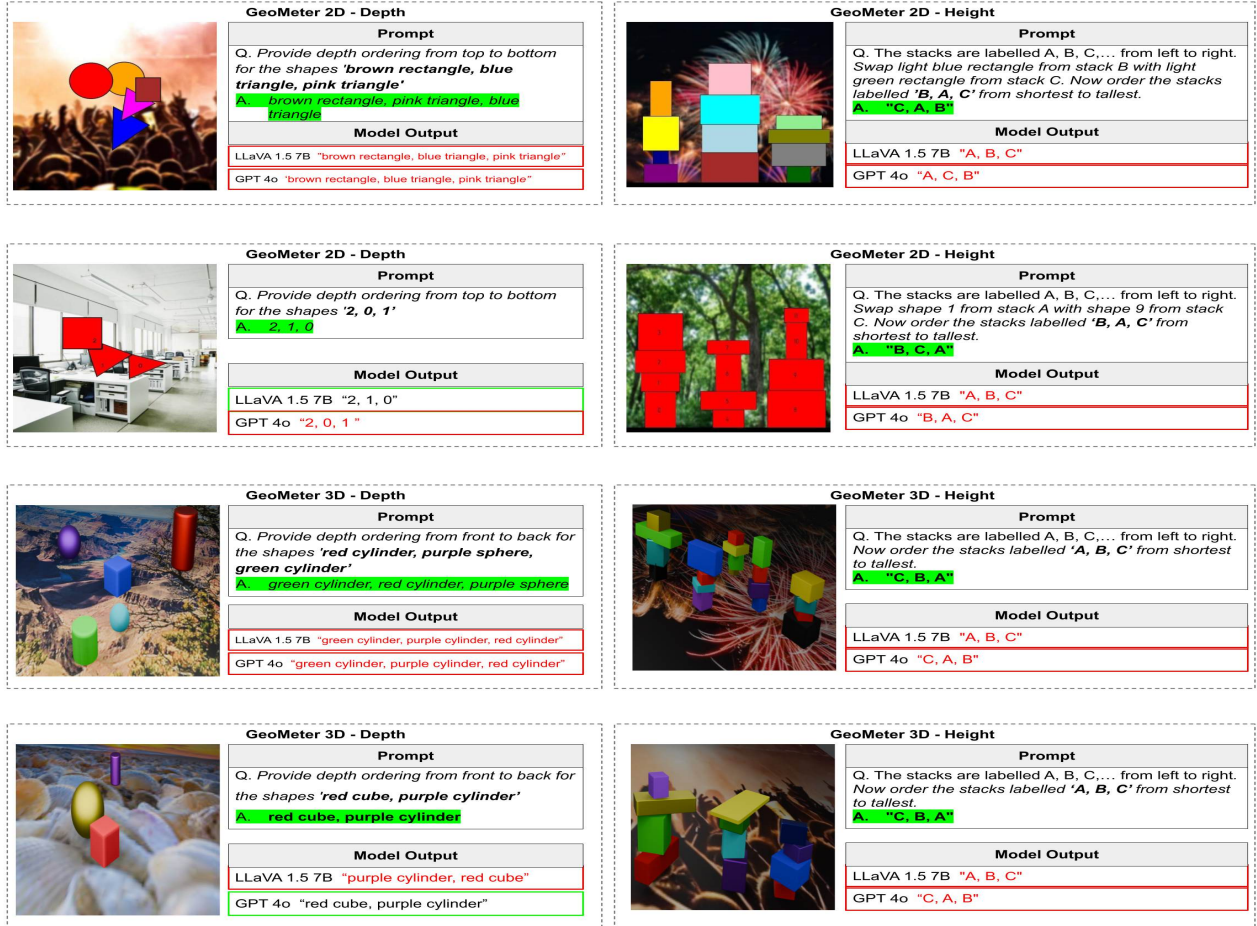 GeoMeter 2D - Depth
Prompt
Q. Provide depth ordering from top to bottom
for the shapes 'brown rectangle, blue
triangle, pink triangle'
A. brown rectangle, pink triangle, blue
triangle
Model Output
LLaVA 1.5 7B "brown rectangle, blue triangle, pink triangle"
GPT 4o 'brown rectangle, blue triangle, pink triangle"
GeoMeter 2D - Height
Prompt
Q. The stacks are labelled A, B, C,... from left to right.
Swap light blue rectangle from stack B with light
green rectangle from stack C. Now order the stacks
labelled 'B, A, C' from shortest to tallest.
A. "C, A, B"
Model Output
LLaVA 1.5 7B "A, B, C"
GPT 4o "A, C, B"
GeoMeter 2D - Depth
Prompt
Q. Provide depth ordering from top to bottom
for the shapes '2, 0, 1'
A. 2, 1, 0
Model Output
LLaVA 1.5 7B "2, 1, 0"
GPT 4o "2, 0, 1 "
GeoMeter 2D - Height
Prompt
Q. The stacks are labelled A, B, C,... from left to right.
Swap shape 1 from stack A with shape 9 from stack
C. Now order the stacks labelled 'B, A, C' from
shortest to tallest.
A. "B, C, A"
Model Output
LLaVA 1.5 7B "A, B, C"
GPT 4o "B, A, C"
GeoMeter 3D - Depth
Prompt
Q. Provide depth ordering from front to back for
the shapes 'red cylinder, purple sphere,
green cylinder'
A. green cylinder, red cylinder, purple sphere
Model Output
LLaVA 1.5 7B "green cylinder, purple cylinder, red cylinder"
GPT 4o "green cylinder, purple cylinder, red cylinder"
GeoMeter 3D - Height
Prompt
Q. The stacks are labelled A, B, C,... from left to right.
Now order the stacks labelled 'A, B, C' from shortest
to tallest.
A. "C, B, A"
Model Output
LLaVA 1.5 7B "A, B, C"
GPT 4o "C, A, B"
GeoMeter 3D - Depth
Prompt
Q. Provide depth ordering from front to back for
the shapes 'red cube, purple cylinder'
A. red cube, purple cylinder
Model Output
LLaVA 1.5 7B "purple cylinder, red cube"
GPT 4o "red cube, purple cylinder"
GeoMeter 3D - Height
Prompt
Q. The stacks are labelled A, B, C,... from left to right.
Now order the stacks labelled 'A, B, C' from shortest
to tallest.
A. "C, B, A"
Model Output
LLaVA 1.5 7B "A, B, C"
GPT 4o "C, A, B"